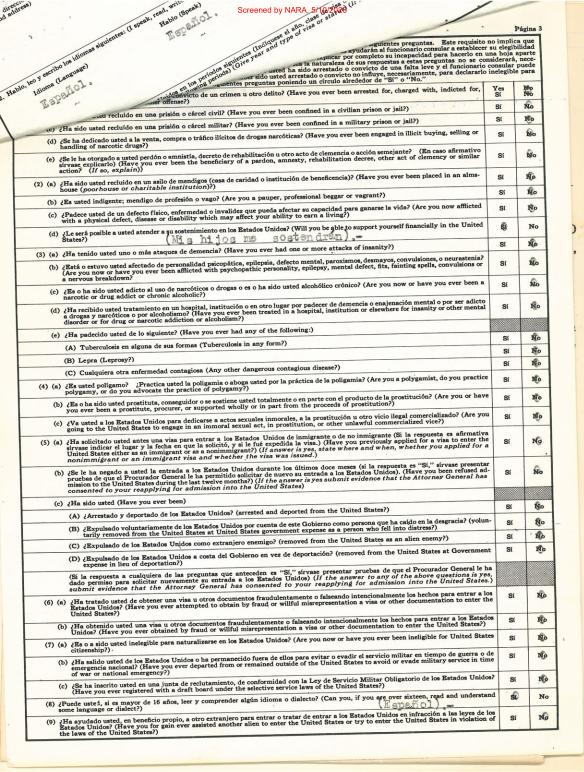 Screened by NARA, 5/10/2023
direcc
address)
Habla (Speak)
Español.
. Hablo, leo y escribo los idiomas siguientes: (I speak, read, write
Idioma (Language)
Español.
Página 3
siguientes preguntas. Este requisito no implica que
ayudarán al funcionario consular a establecer su elegibilidad
explicar por completo su incapacidad para hacerlo en una hoja aparte
la naturaleza de sus respuestas a estas preguntas no se considerará, nece-
ha sido arrestado o convicto de una falta leve y el funcionario consular puede
sido usted arrestado o convicto no influye, necesariamente, para declararlo inelegible para
siguientes preguntas poniendo un círculo alrededor de "Sí" o "No."
convicto de un crimen u otro delito? (Have you ever been arrested for, charged with, indicted for,
offense?)
Yes No
Sí No
recluido en una prisión o cárcel civil? (Have you ever been confined in a civilian prison or jail?) Sí No
¿Ha sido usted recluido en una prisión o cárcel militar? (Have you ever been confined in a military prison or jail?) Sí No
(d) ¿Se ha dedicado usted a la venta, compra o tráfico ilícitos de drogas narcóticas? (Have you ever been engaged in illicit buying, selling or
handling of narcotic drugs?) Sí No
(e) ¿Se le ha otorgado a usted perdón o amnistía, decreto de rehabilitación u otro acto de clemencia o acción semejante? (En caso afirmativo
sírvase explicarlo) (Have you ever been the beneficiary of a pardon, amnesty, rehabilitation decree, other act of clemency or similar
action? (If so, explain)) Sí No
(2) (a) ¿Ha sido usted recluido en un asilo de mendigos (casa de caridad o institución de beneficencia)? (Have you ever been placed in an alms-
house (poorhouse or charitable institution)?) Sí No
(b) ¿Es usted indigente; mendigo de profesión o vago? (Are you a pauper, professional beggar or vagrant?) Sí No
(c) ¿Padece usted de un defecto físico, enfermedad o invalidez que pueda afectar su capacidad para ganarse la vida? (Are you now afflicted
with a physical defect, disease or disability which may affect your ability to earn a living?) Sí No
(d) ¿Le será posible a usted atender a su sostenimiento en los Estados Unidos? (Will you be able to support yourself financially in the United
States?) (Mis hijos me sostendrán).- Sí No
(3) (a) ¿Ha tenido usted uno o más ataques de demencia? (Have you ever had one or more attacks of insanity?) Sí No
(b) ¿Está o estuvo usted afectado de personalidad psicopática, epilepsia, defecto mental, paroxismos, desmayos, convulsiones, o neurastenia?
(Are you now or have you ever been afflicted with psychopathic personality, epilepsy, mental defect, fits, fainting spells, convulsions or
a nervous breakdown? Sí No
(c) ¿Es o ha sido usted adicto al uso de narcóticos o drogas o es o ha sido usted alcohólico crónico? (Are you now or have you ever been a
narcotic or drug addict or chronic alcoholic?) Sí No
(d) ¿Ha recibido usted tratamiento en un hospital, institución o en otro lugar por padecer de demencia o enajenación mental o por ser adicto
a drogas y narcóticos o por alcoholismo? (Have you ever been treated in a hospital, institution or elsewhere for insanity or other mental
disorder or for drug or narcotic addiction or alcoholism?) Sí No
(e) ¿Ha padecido usted de lo siguiente? (Have you ever had any of the following:)
(A) Tuberculosis en alguna de sus formas (Tuberculosis in any form?) Sí No
(B) Lepra (Leprosy?) Sí No
(C) Cualquiera otra enfermedad contagiosa (Any other dangerous contagious disease?) Sí No
(4) (a) ¿Es usted polígamo? ¿Practica usted la poligamia o aboga usted por la práctica de la poligamia? (Are you a polygamist, do you practice
polygamy, or do you advocate the practice of polygamy?) Sí No
(b) ¿Es o ha sido usted prostituta, conseguidor o se sostiene usted totalmente o en parte con el producto de la prostitución? (Are you or have
you ever been a prostitute, procurer, or supported wholly or in part from the proceeds of prostitution?) Sí No
(c) ¿Va usted a los Estados Unidos para dedicarse a actos sexuales inmorales, a la prostitución u otro vicio ilegal comercializado? (Are you
going to the United States to engage in an immoral sexual act, in prostitution, or other unlawful commercialized vice?) Sí No
(5) (a) ¿Ha solicitado usted antes una visa para entrar a los Estados Unidos de inmigrante o de no inmigrante (Si la respuesta es afirmativa
sírvase indicar el lugar y la fecha en que la solicitó, y si le fué expedida la visa.) (Have you previously applied for a visa to enter the
United States either as an immigrant or as a nonimmigrant?) (If answer is yes, state where and when, whether you applied for a
nonimmigrant or an immigrant visa and whether the visa was issued.) Sí No
(b) ¿Se le ha negado a usted la entrada a los Estados Unidos durante los últimos doce meses (si la respuesta es "Sí," sírvase presentar
pruebas de que el Procurador General le ha permitido solicitar de nuevo su entrada a los Estados Unidos). (Have you been refused ad-
mission to the United States during the last twelve months?) (If the answer is yes submit evidence that the Attorney General has
consented to your reapplying for admission into the United States) Sí No
(c) ¿Ha sido usted (Have you ever been)
(A) ¿Arrestado y deportado de los Estados Unidos? (arrested and deported from the United States?) Sí No
(B) ¿Expulsado voluntariamente de los Estados Unidos por cuenta de este Gobierno como persona que ha caído en la desgracia? (volun-
tarily removed from the United States at United States government expense as a person who fell into distress?) Sí No
(C) ¿Expulsado de los Estados Unidos como extranjero enemigo? (removed from the United States as an alien enemy?) Sí No
(D) ¿Expulsado de los Estados Unidos a costa del Gobierno en vez de deportación? (removed from the United States at Government
expense in lieu of deportation?) Sí No
(Si la respuesta a cualquiera de las preguntas que anteceden es "Sí," sírvase presentar pruebas de que el Procurador General le ha
dado permiso para solicitar nuevamente su entrada a los Estados Unidos) (If the answer to any of the above questions is yes,
submit evidence that the Attorney General has consented to your reapplying for admission into the United States.)
(6) (a) ¿Ha tratado usted de obtener una visa u otros documentos fraudulentamente o falseando intencionalmente los hechos para entrar a los
Estados Unidos? (Have you ever attempted to obtain by fraud or willful misrepresentation a visa or other documentation to enter the
United States?) Sí No
(b) ¿Ha obtenido usted una visa u otros documentos fraudulentamente o falseando intencionalmente los hechos para entrar a los Estados
Unidos? (Have you ever obtained by fraud or willful misrepresentation a visa or other documentation to enter the United States?) Sí No
(7) (a) ¿Es o a sido usted inelegible para naturalizarse en los Estados Unidos? (Are you now or have you ever been ineligible for United States
citizenship?) Sí No
(b) ¿Ha salido usted de los Estados Unidos o ha permanecido fuera de ellos para evitar o evadir el servicio militar en tiempo de guerra o de
emergencia nacional? (Have you ever departed from or remained outside of the United States to avoid or evade military service in time
of war or national emergency?) Sí No
(c) ¿Se ha inscrito usted en una junta de reclutamiento, de conformidad con la Ley de Servicio Militar Obligatorio de los Estados Unidos?
(Have you ever registered with a draft board under the selective service laws of the United States?) Sí No
(8) ¿Puede usted, si es mayor de 16 años, leer y comprender algún idioma o dialecto? (Can you, if you are over sixteen, read and understand
some language or dialect?) (Español).- Sí No
(9) ¿Ha ayudado usted, en beneficio propio, a otro extranjero para entrar o tratar de entrar a los Estados Unidos en infracción a las leyes de los
Estados Unidos? (Have you for gain ever assisted another alien to enter the United States or try to enter the United States in violation of
the laws of the United States?) Sí No